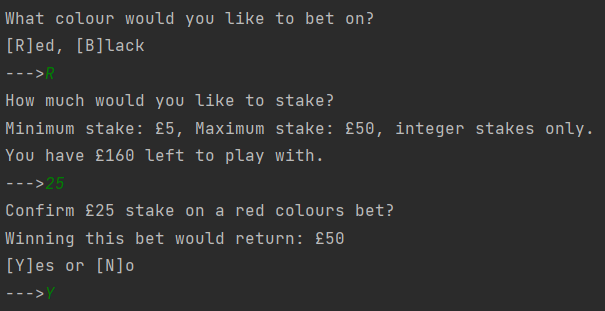 What colour would you like to bet on?
[R]ed, [B]lack
--->R
How much would you like to stake?
Minimum stake: £5, Maximum stake: £50, integer stakes only.
You have £160 left to play with.
--->25
Confirm £25 stake on a red colours bet?
Winning this bet would return: £50
[Y]es or [N]o
--->Y